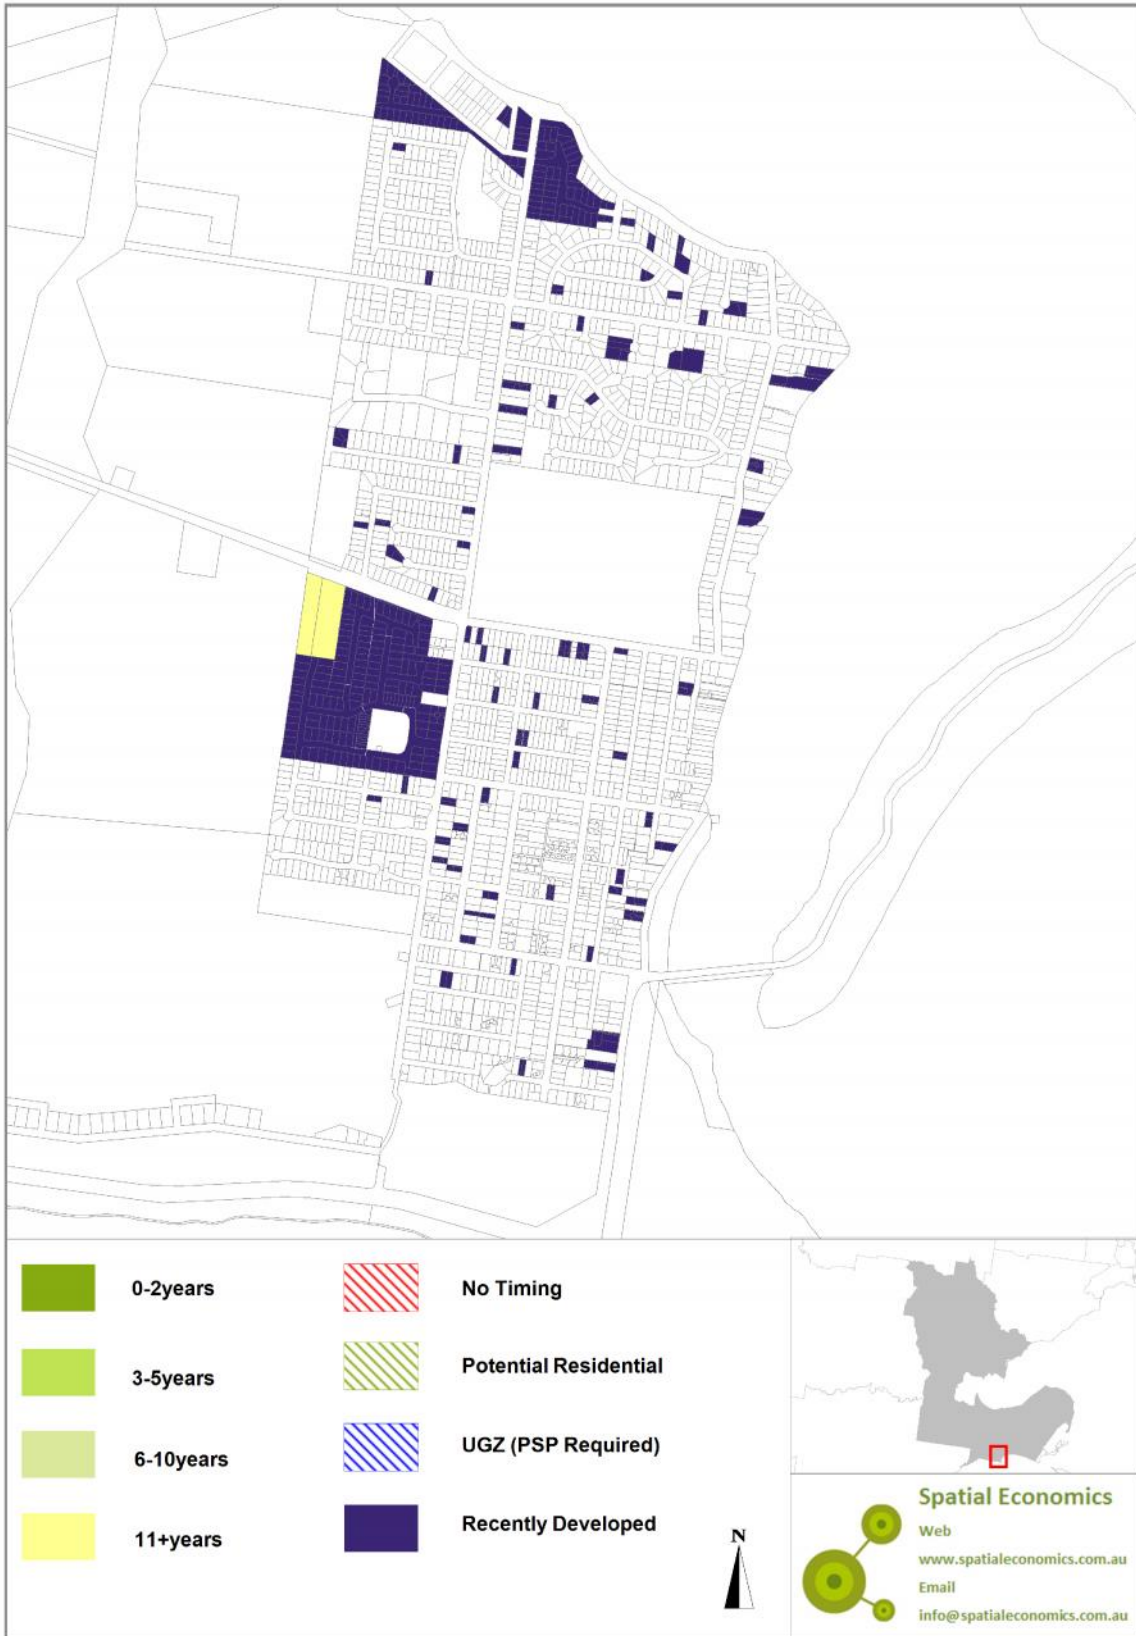 0-2years
3-5years
6-10years
11+years
No Timing
Potential Residential
UGZ (PSP Required)
Recently Developed
N
Spatial Economics
Web
www.spatialeconomics.com.au
Email
info@spatialeconomics.com.au